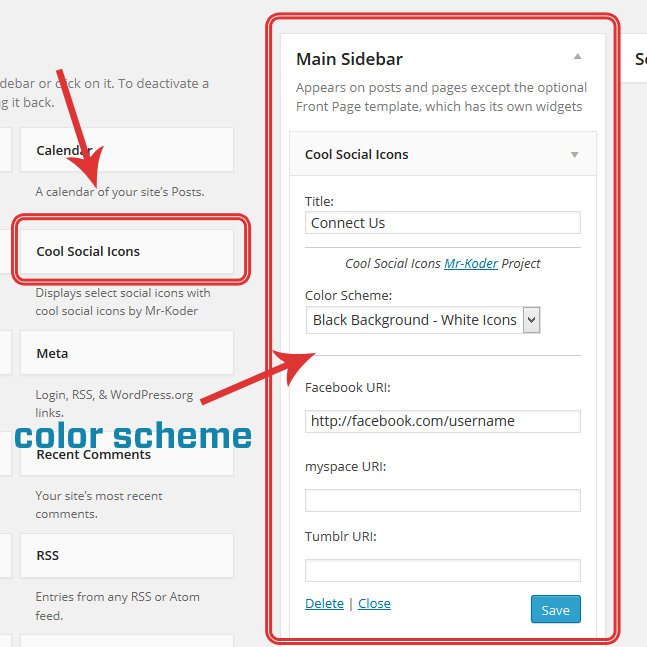 debar or click on it. To deactivate a
g it back.
Calendar
A calendar of your site's Posts.
Cool Social Icons
Displays select social icons with
cool social icons by Mr-Koder
Meta
Login, RSS, & WordPress.org
links.
color scheme
Recent Comments
Your site's most recent
comments.
RSS
Entries from any RSS or Atom
feed.
Main Sidebar
Appears on posts and pages except the optional
Front Page template, which has its own widgets
Cool Social Icons
Title:
Connect Us
Cool Social Icons Mr-Koder Project
Color Scheme:
Black Background - White Icons
Facebook URI:
http://facebook.com/username
myspace URI:
Tumblr URI:
Delete | Close
Save